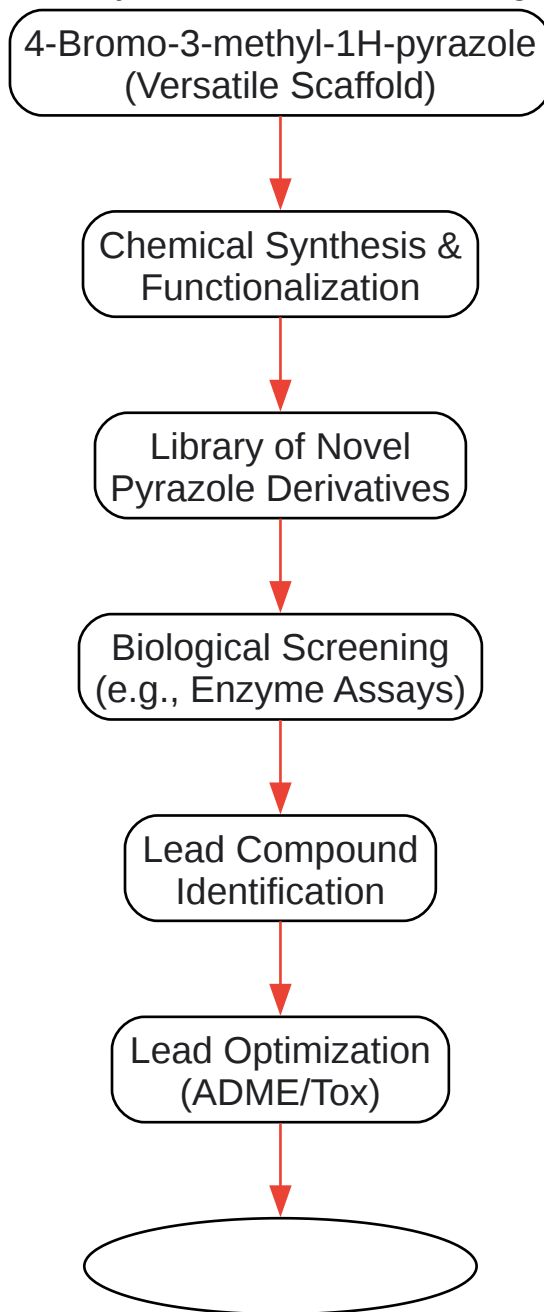 4-Bromo-3-methyl-1H-pyrazole
(Versatile Scaffold)
Chemical Synthesis &
Functionalization
Library of Novel
Pyrazole Derivatives
Biological Screening
(e.g., Enzyme Assays)
Lead Compound
Identification
Lead Optimization
(ADME/Tox)